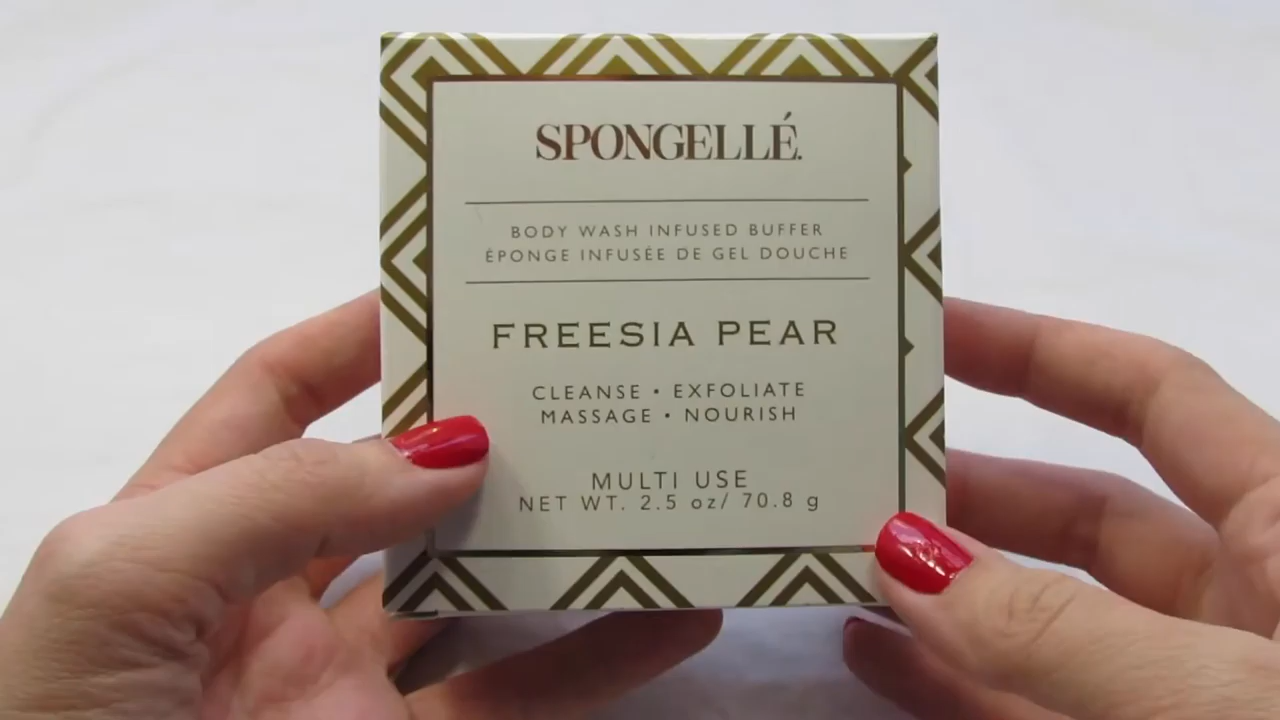 SPONGELLÉ.
BODY WASH INFUSED BUFFER
ÉPONGE INFUSÉE DE GEL DOUCHE
FREESIA PEAR
CLEANSE • EXFOLIATE
MASSAGE • NOURISH
MULTI USE
NET WT. 2.5 oz/ 70.8 g